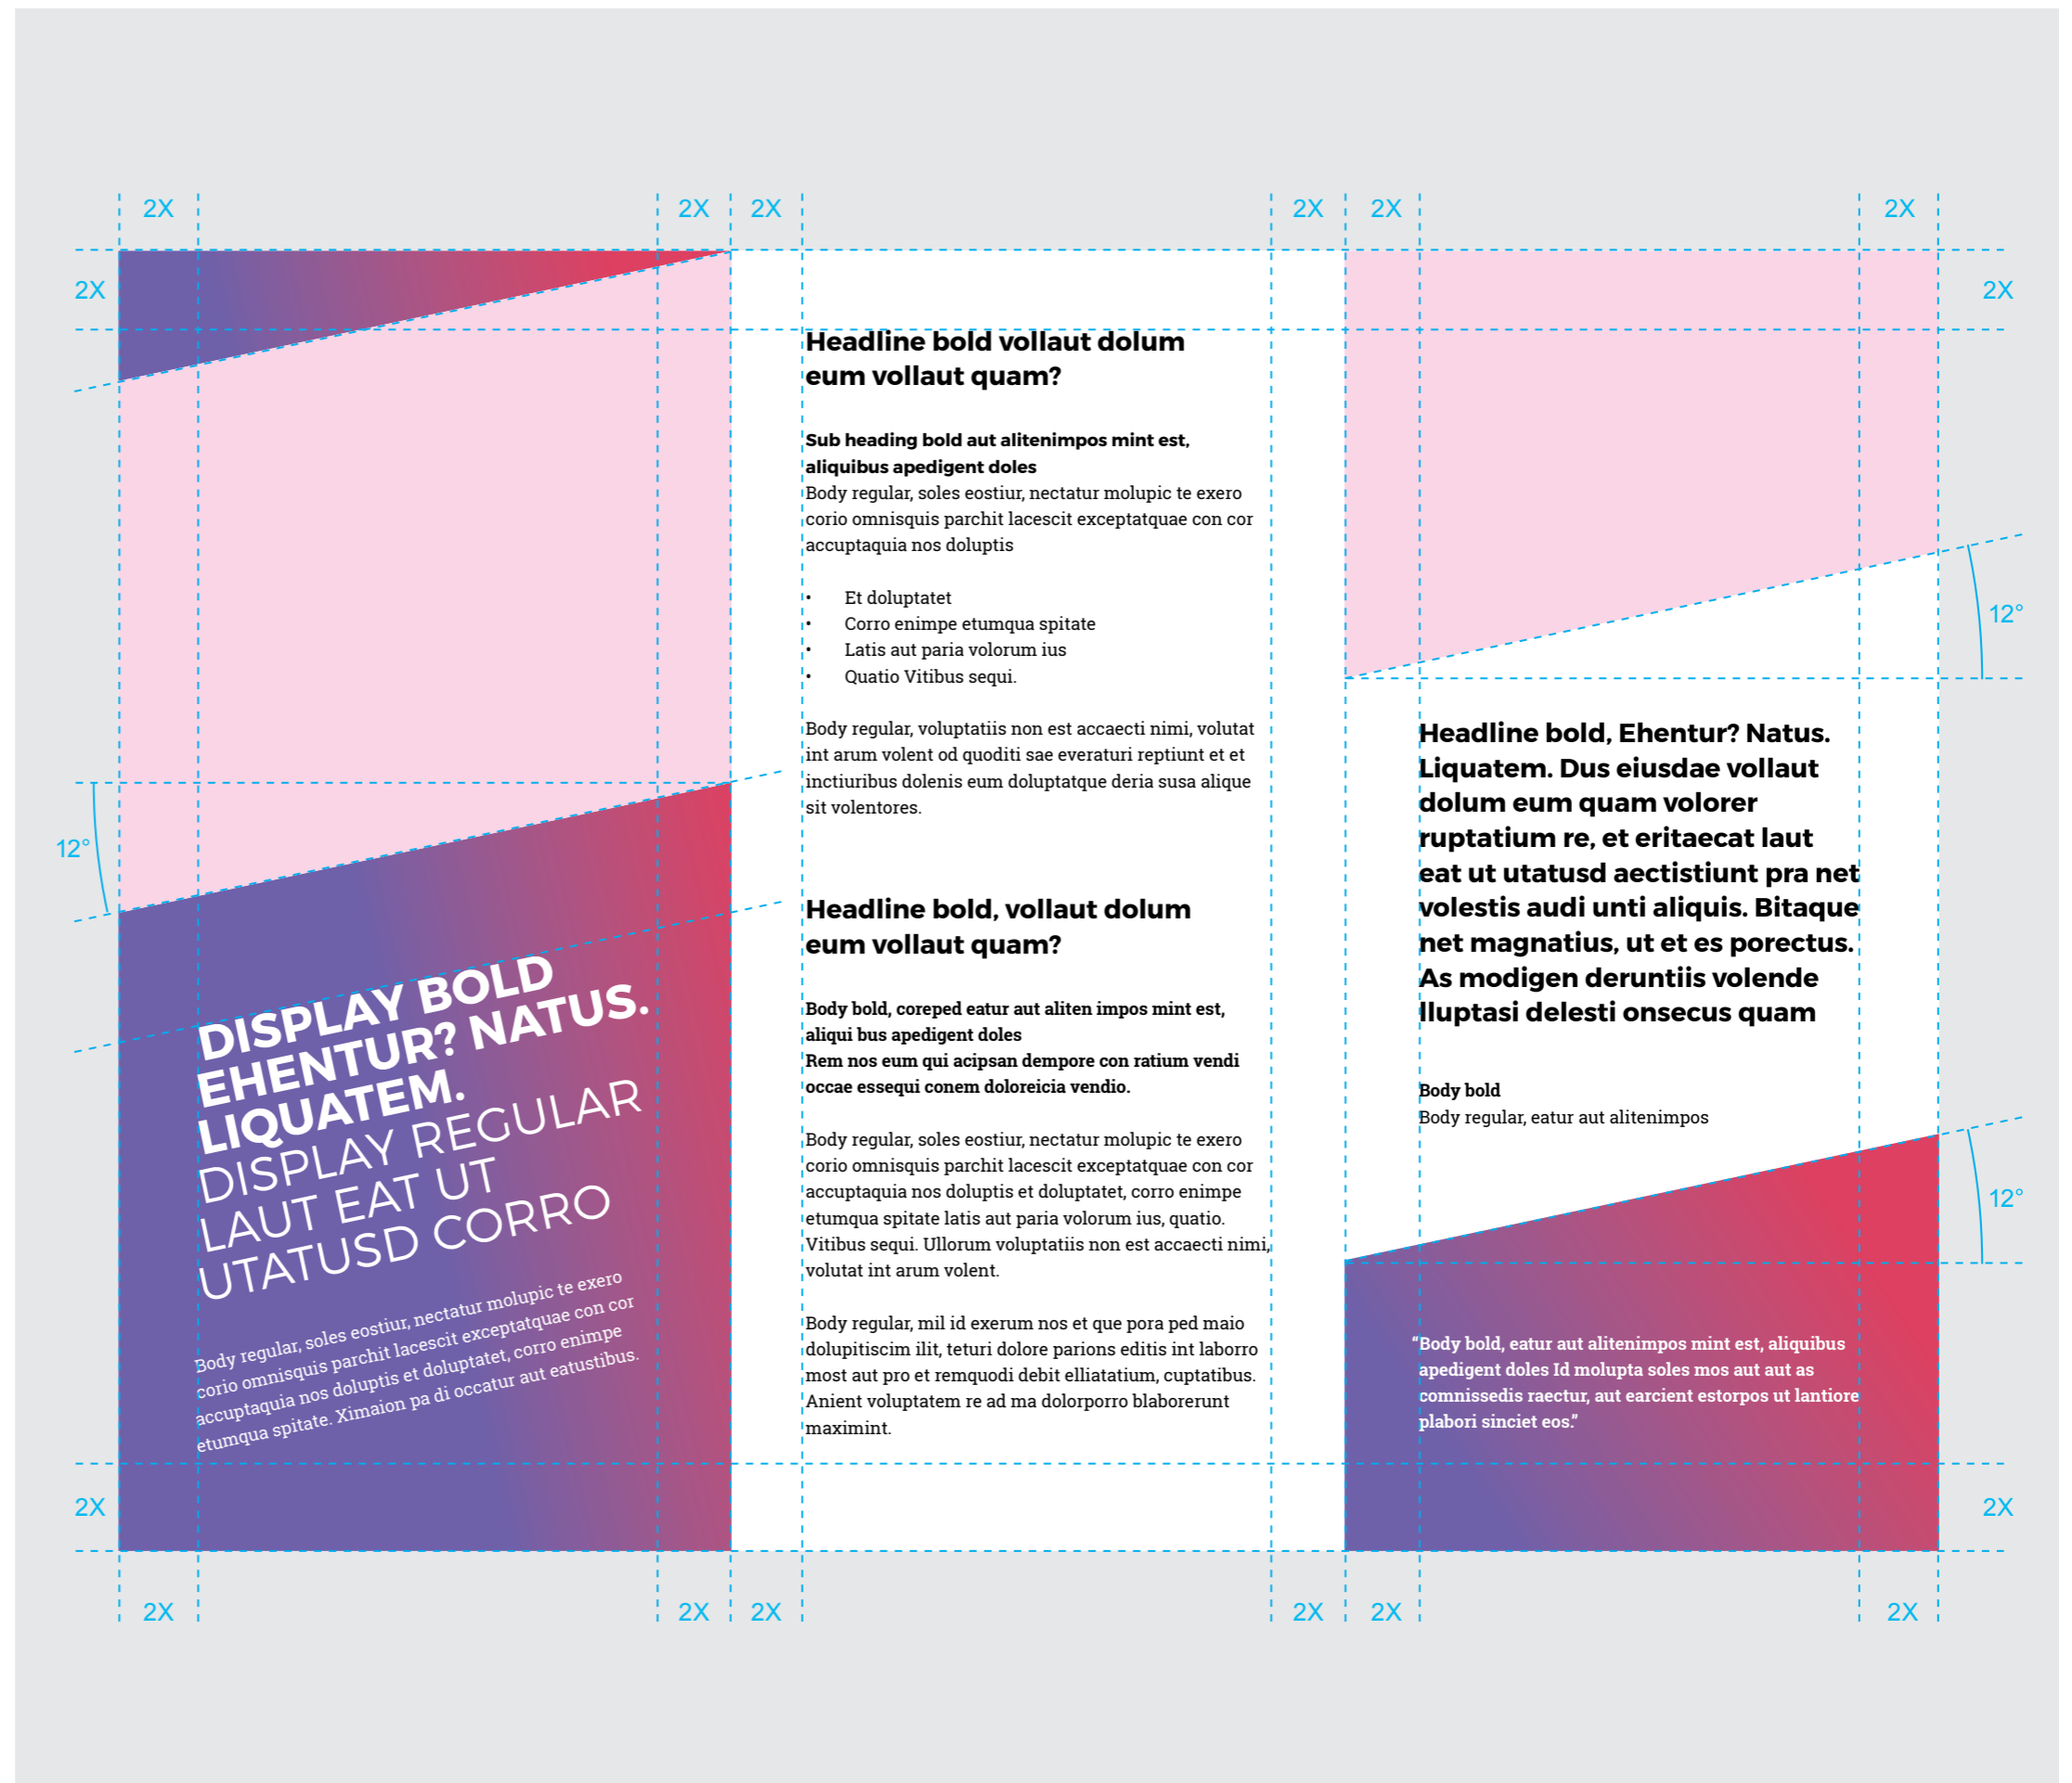 2X 2X 2X 2X 2X 2X
2X 2X
Headline bold vollaut dolum
eum vollaut quam?
Sub heading bold aut alitenimpos mint est,
aliquibus apedigent doles
Body regular, soles eostiur, nectatur molupic te exero
corio omnisquis parchit lacescit exceptatquae con cor
accuptaquia nos doluptis
• Et doluptatet
• Corro enimpe etumqua spitate
• Latis aut paria volorum ius
• Quatio Vitibus sequi.
Body regular, voluptatiis non est accaecti nimi, volutat
int arum volent od quoditi sae everaturi reptiunt et et
inctiuribus dolenis eum doluptatque deria susa alique
sit volentores.
12°
DISPLAY BOLD
EHENTUR? NATUS.
LIQUATEM.
DISPLAY REGULAR
LAUT EAT UT
UTATUSD CORRO
Body regular, soles eostiur, nectatur molupic te exero
corio omnisquis parchit lacescit exceptatquae con cor
accuptaquia nos doluptis et doluptatet, corro enimpe
etumqua spitate. Ximaion pa di occatur aut eatustibus.
Headline bold, vollaut dolum
eum vollaut quam?
Body bold, coreped eatur aut aliten impos mint est,
aliqui bus apedigent doles
Rem nos eum qui acipsan dempore con ratium vendi
occae essequi conem doloreicia vendio.
Body regular, soles eostiur, nectatur molupic te exero
corio omnisquis parchit lacescit exceptatquae con cor
accuptaquia nos doluptis et doluptatet, corro enimpe
etumqua spitate latis aut paria volorum ius, quatio.
Vitibus sequi. Ullorum voluptatiis non est accaecti nimi,
volutat int arum volent.
Body regular, mil id exerum nos et que pora ped maio
dolupitiscim ilit, teturi dolore parions editis int laborro
most aut pro et remquodi debit elliatatium, cuptatibus.
Anient voluptatem re ad ma dolorporro blaborerunt
maximint.
12°
Headline bold, Ehentur? Natus.
Liquatem. Dus eiusdae vollaut
dolum eum quam volorer
ruptatium re, et eritaecat laut
eat ut utatusd aectistiunt pra net
volestis audi unti aliquis. Bitaque
net magnatius, ut et es porectus.
As modigen deruntiis volende
lluptasi delesti onsecus quam
Body bold
Body regular, eatur aut alitenimpos
12°
“Body bold, eatur aut alitenimpos mint est, aliquibus
apedigent doles Id molupta soles mos aut aut as
comnissedis raectur, aut earcient estorpos ut lantiore
plabori sinciet eos.”
2X 2X
2X 2X 2X 2X 2X 2X